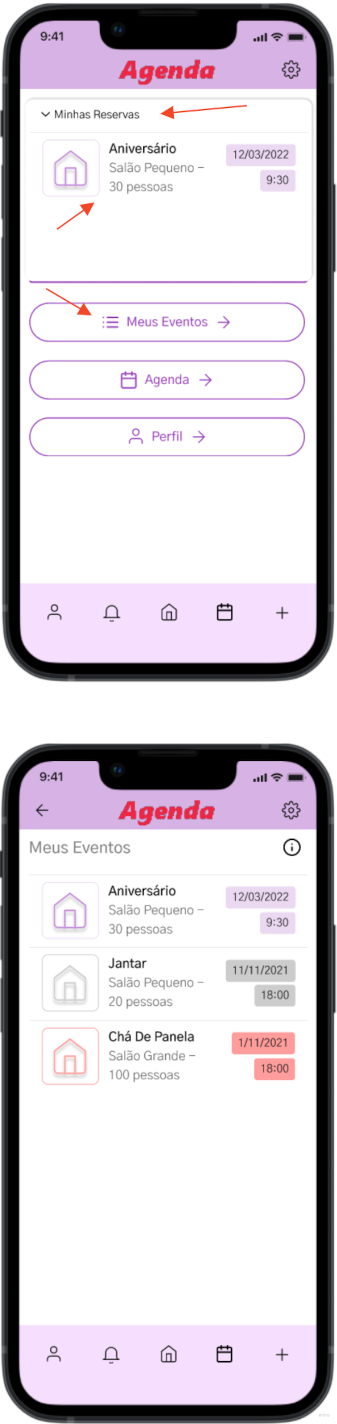 9:41
Agenda
Minhas Reservas
Aniversário
Salão Pequeno –
30 pessoas
12/03/2022
9:30
Meus Eventos
Agenda
Perfil
9:41
Agenda
Meus Eventos
Aniversário
Salão Pequeno –
30 pessoas
12/03/2022
9:30
Jantar
Salão Pequeno –
20 pessoas
11/11/2021
18:00
Chá De Panela
Salão Grande –
100 pessoas
1/11/2021
18:00